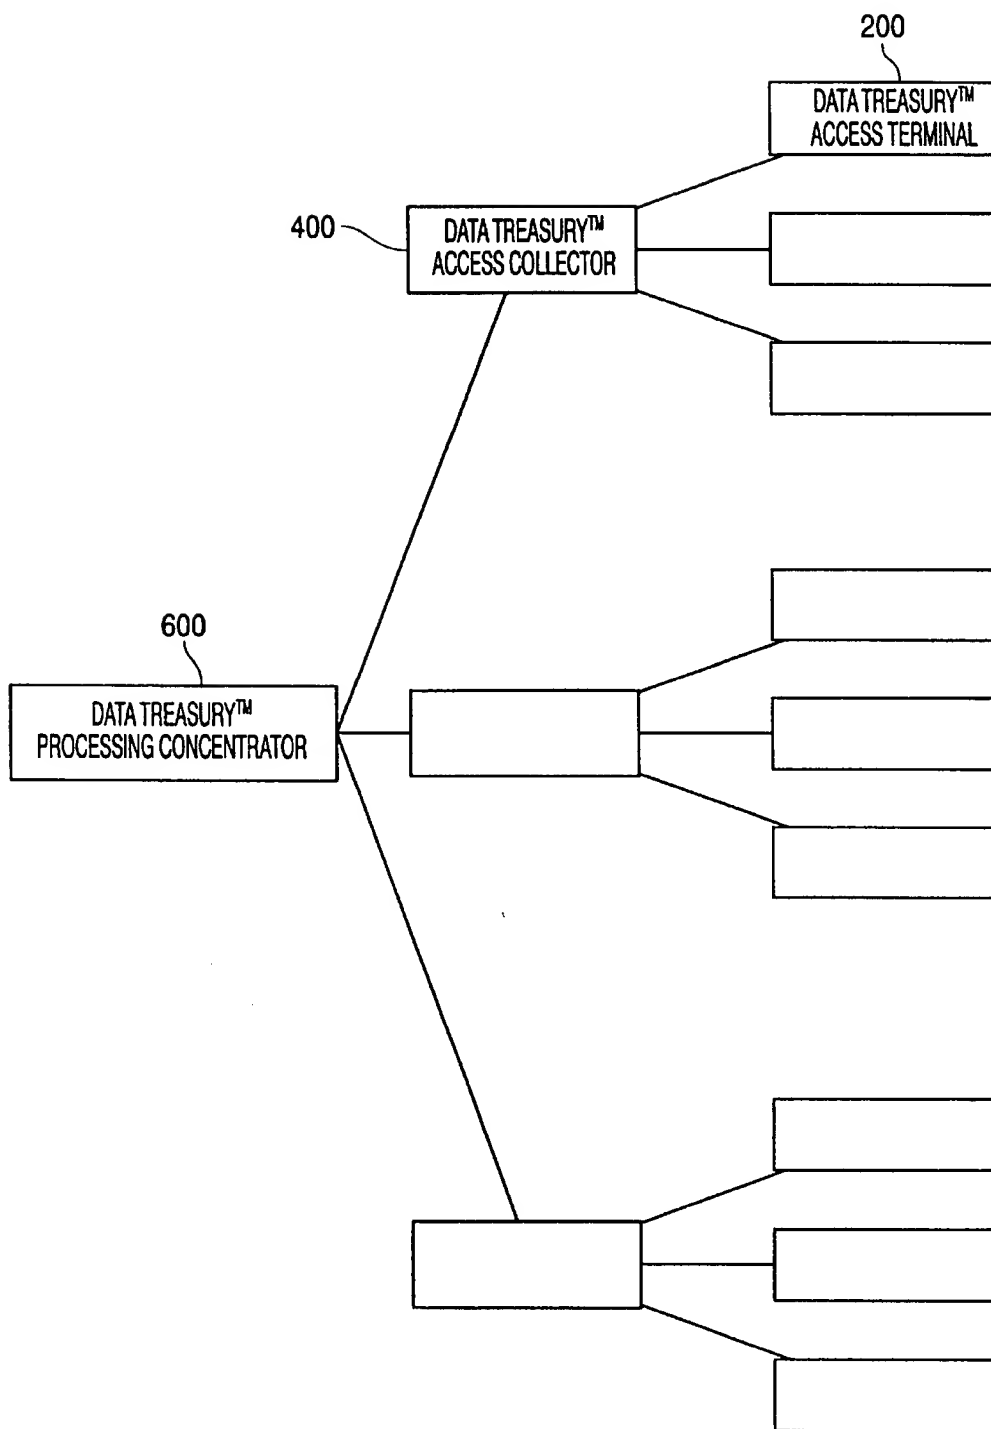 200
DATA TREASURY™
ACCESS TERMINAL
400
DATA TREASURY™
ACCESS COLLECTOR
600
DATA TREASURY™
PROCESSING CONCENTRATOR